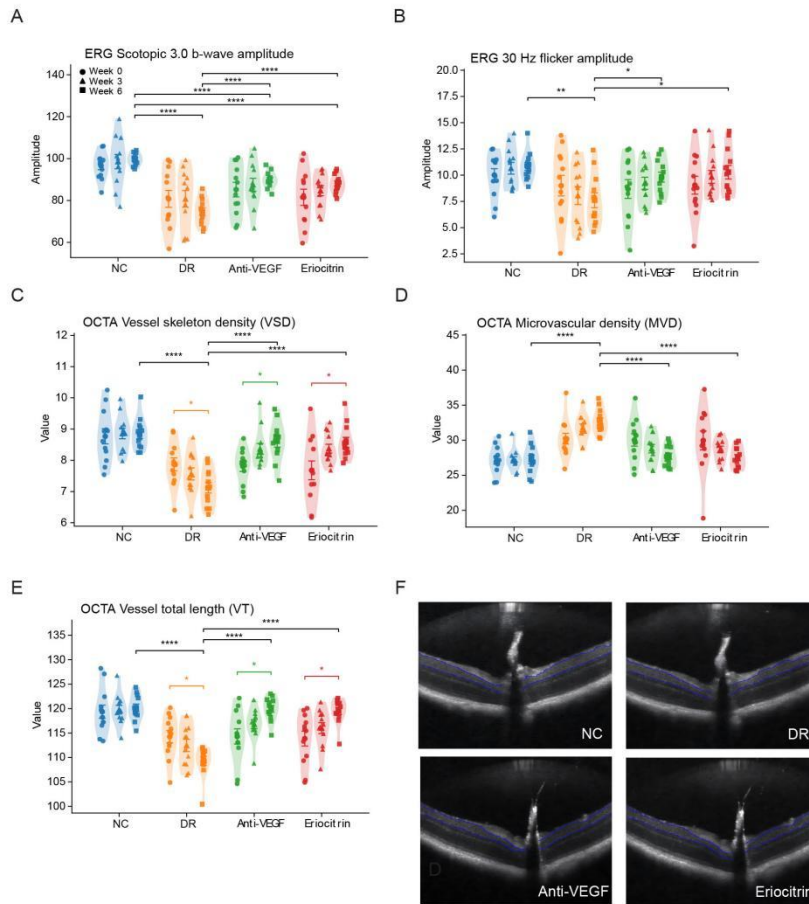 A
ERG Scotopic 3.0 b-wave amplitude
Week 0
Week 3
Week 6
****
****
****
****
****
140
120
100
80
60
Amplitude
NC
DR
Anti-VEGF
Eriocitrin
B
ERG 30 Hz flicker amplitude
*
*
**
20.0
17.5
15.0
12.5
10.0
7.5
5.0
2.5
Amplitude
NC
DR
Anti-VEGF
Eriocitrin
C
OCTA Vessel skeleton density (VSD)
****
****
****
*
*
*
12
11
10
9
8
7
6
Value
NC
DR
Anti-VEGF
Eriocitrin
D
OCTA Microvascular density (MVD)
****
****
****
45
40
35
30
25
20
15
Value
NC
DR
Anti-VEGF
Eriocitrin
E
OCTA Vessel total length (VT)
****
****
****
*
*
*
135
130
125
120
115
110
105
100
Value
NC
DR
Anti-VEGF
Eriocitrin
F
NC
DR
D
Anti-VEGF
Eriocitrin